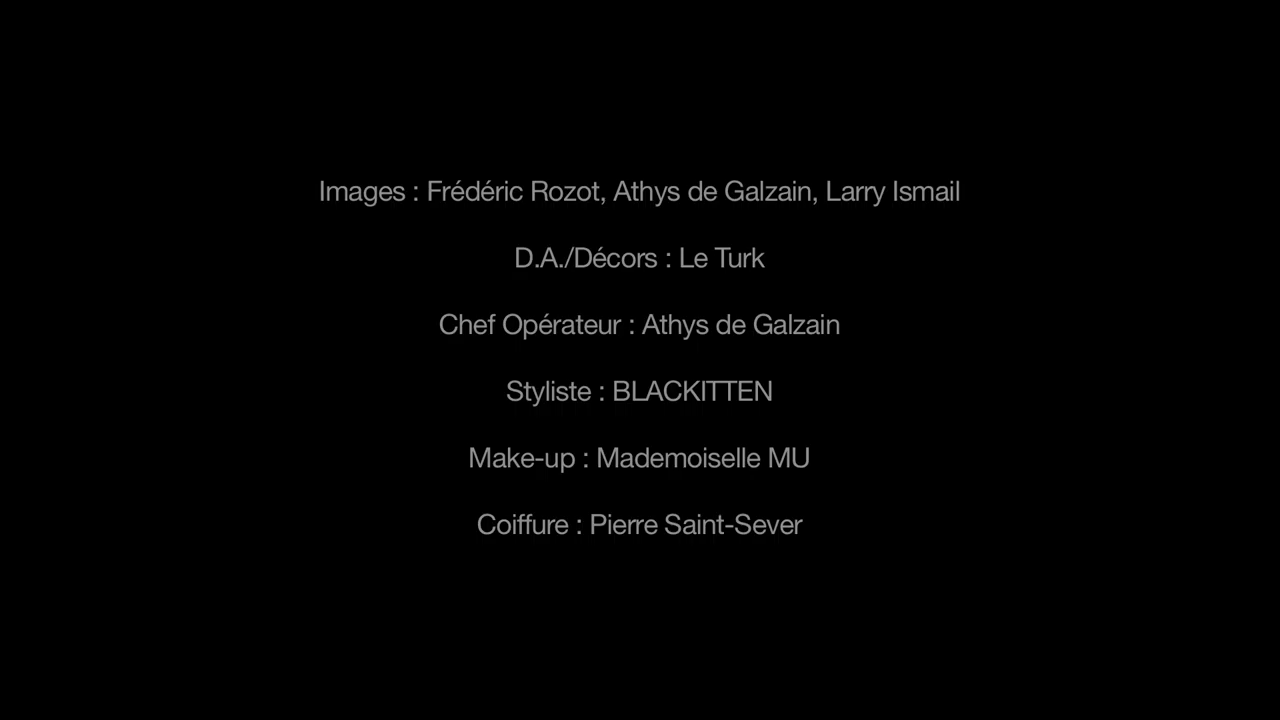 Images : Frédéric Rozot, Athys de Galzain, Larry Ismail
D.A./Décors : Le Turk
Chef Opérateur : Athys de Galzain
Styliste : BLACKITTEN
Make-up : Mademoiselle MU
Coiffure : Pierre Saint-Sever